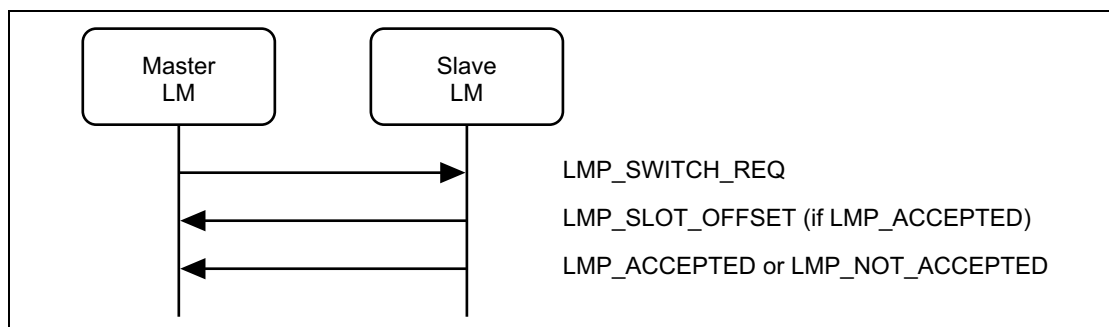 Master
LM
Slave
LM
LMP_SWITCH_REQ
LMP_SLOT_OFFSET (if LMP_ACCEPTED)
LMP_ACCEPTED or LMP_NOT_ACCEPTED